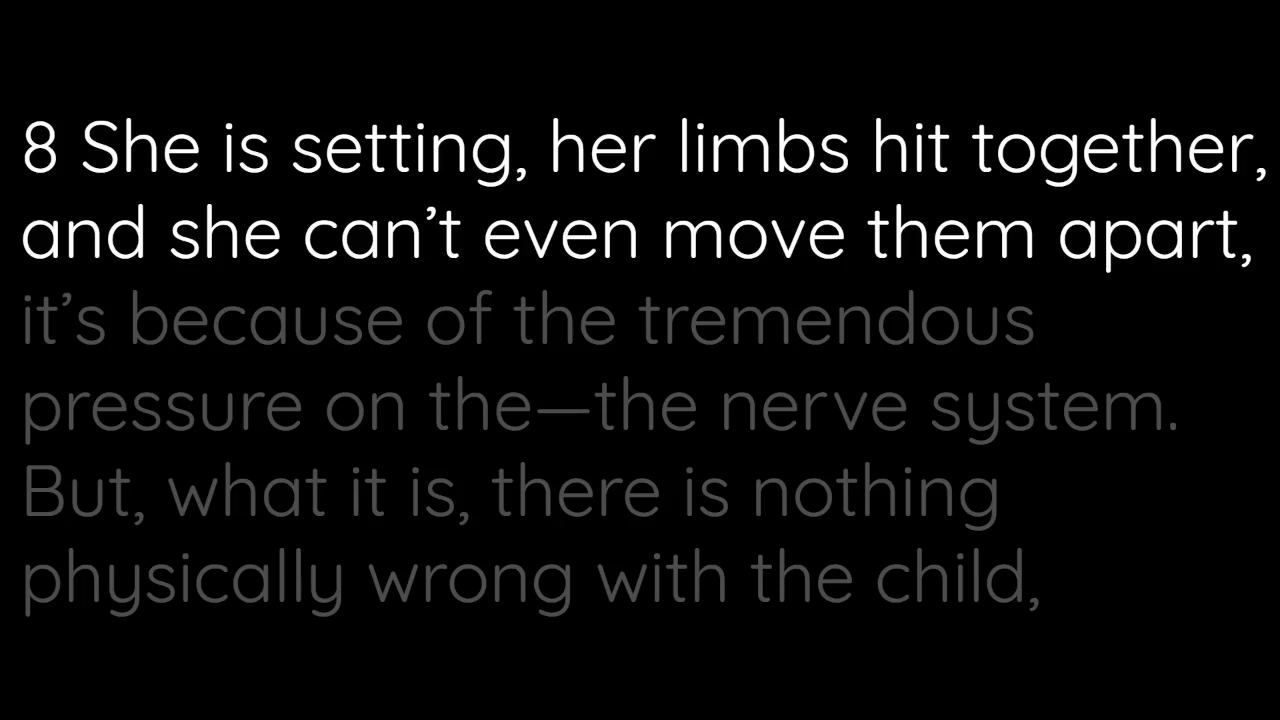 8 She is setting, her limbs hit together,
and she can’t even move them apart,
it’s because of the tremendous
pressure on the—the nerve system.
But, what it is, there is nothing
physically wrong with the child,